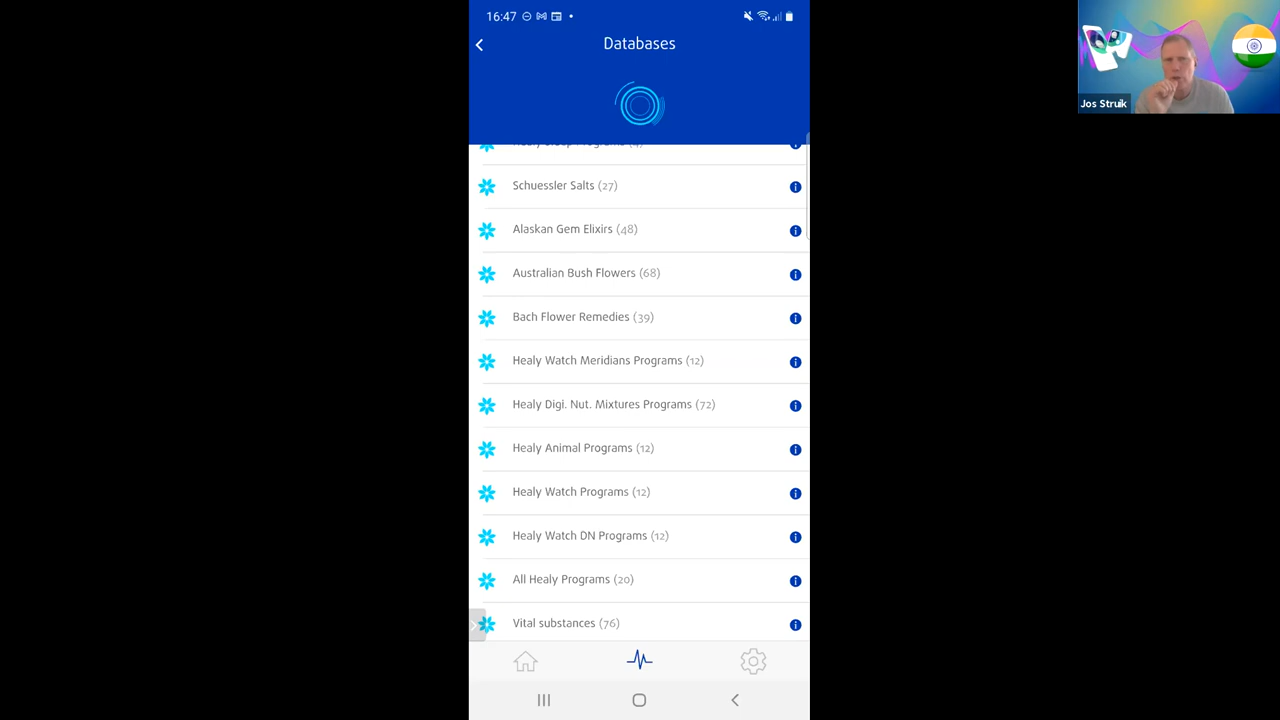 16:47
Databases
Schuessler Salts (27)
Alaskan Gem Elixirs (48)
Australian Bush Flowers (68)
Bach Flower Remedies (39)
Healy Watch Meridians Programs (12)
Healy Digi. Nut. Mixtures Programs (72)
Healy Animal Programs (12)
Healy Watch Programs (12)
Healy Watch DN Programs (12)
All Healy Programs (20)
Vital substances (76)
Jos Struik